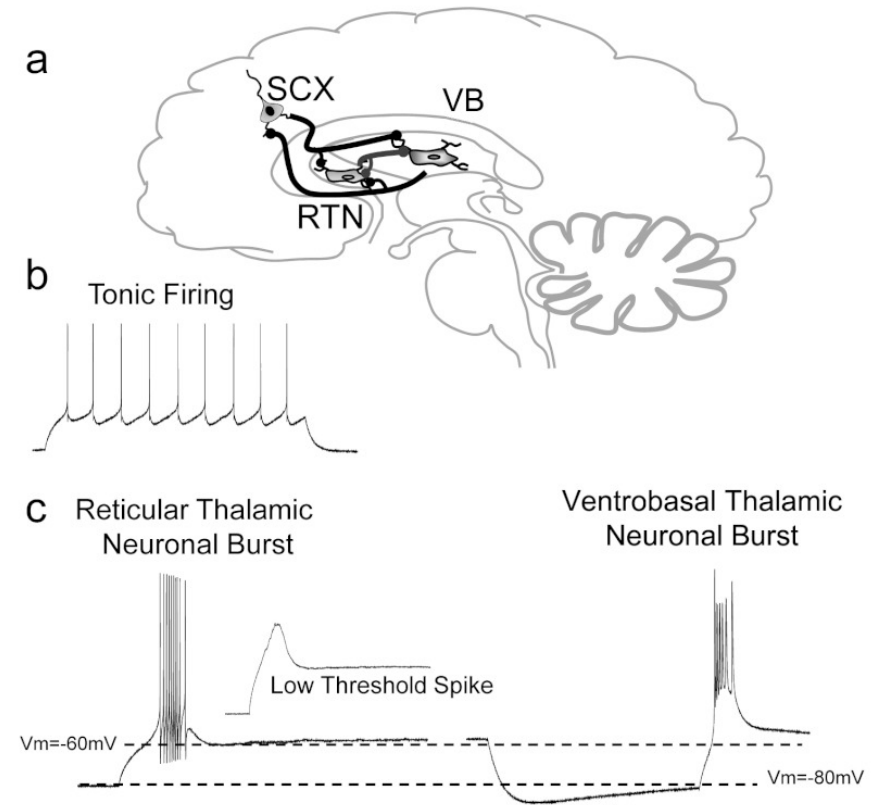 a
SCX
VB
RTN
b
Tonic Firing
c
Reticular Thalamic
Neuronal Burst
Ventrobasal Thalamic
Neuronal Burst
Low Threshold Spike
Vm=-60mV
Vm=-80mV